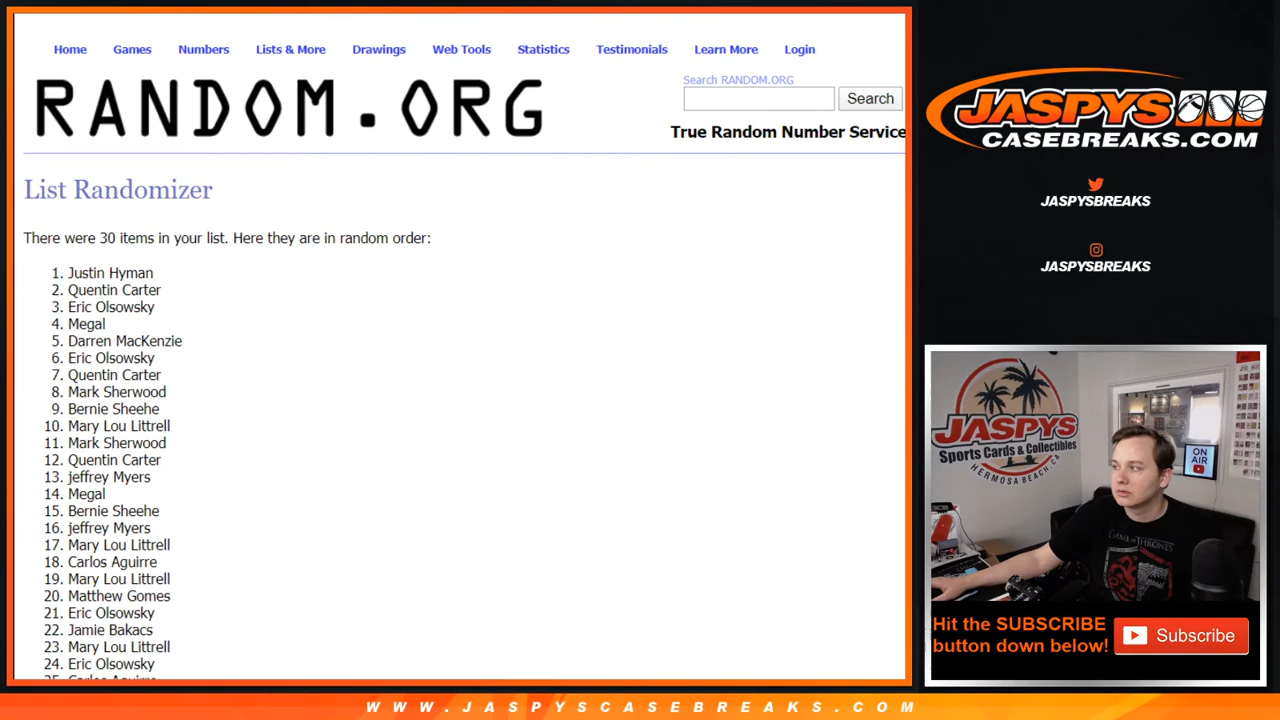 Home Games Numbers Lists & More Drawings Web Tools Statistics Testimonials Learn More Login
RANDOM.ORG
Search RANDOM.ORG
Search
True Random Number Service
List Randomizer
There were 30 items in your list. Here they are in random order:
1. Justin Hyman
2. Quentin Carter
3. Eric Olsowsky
4. Megal
5. Darren MacKenzie
6. Eric Olsowsky
7. Quentin Carter
8. Mark Sherwood
9. Bernie Sheehe
10. Mary Lou Littrell
11. Mark Sherwood
12. Quentin Carter
13. jeffrey Myers
14. Megal
15. Bernie Sheehe
16. jeffrey Myers
17. Mary Lou Littrell
18. Carlos Aguirre
19. Mary Lou Littrell
20. Matthew Gomes
21. Eric Olsowsky
22. Jamie Bakacs
23. Mary Lou Littrell
24. Eric Olsowsky
25. Carlos Aguirre
JASPYS
CASEBREAKS.COM
JASPYSBREAKS
JASPYSBREAKS
JASPYS
Sports Cards & Collectibles
HERMOSA BEACH, CA
ON
AIR
GAME OF THRONES
Hit the SUBSCRIBE
button down below!
Subscribe
WWW.JASPYSCASEBREAKS.COM